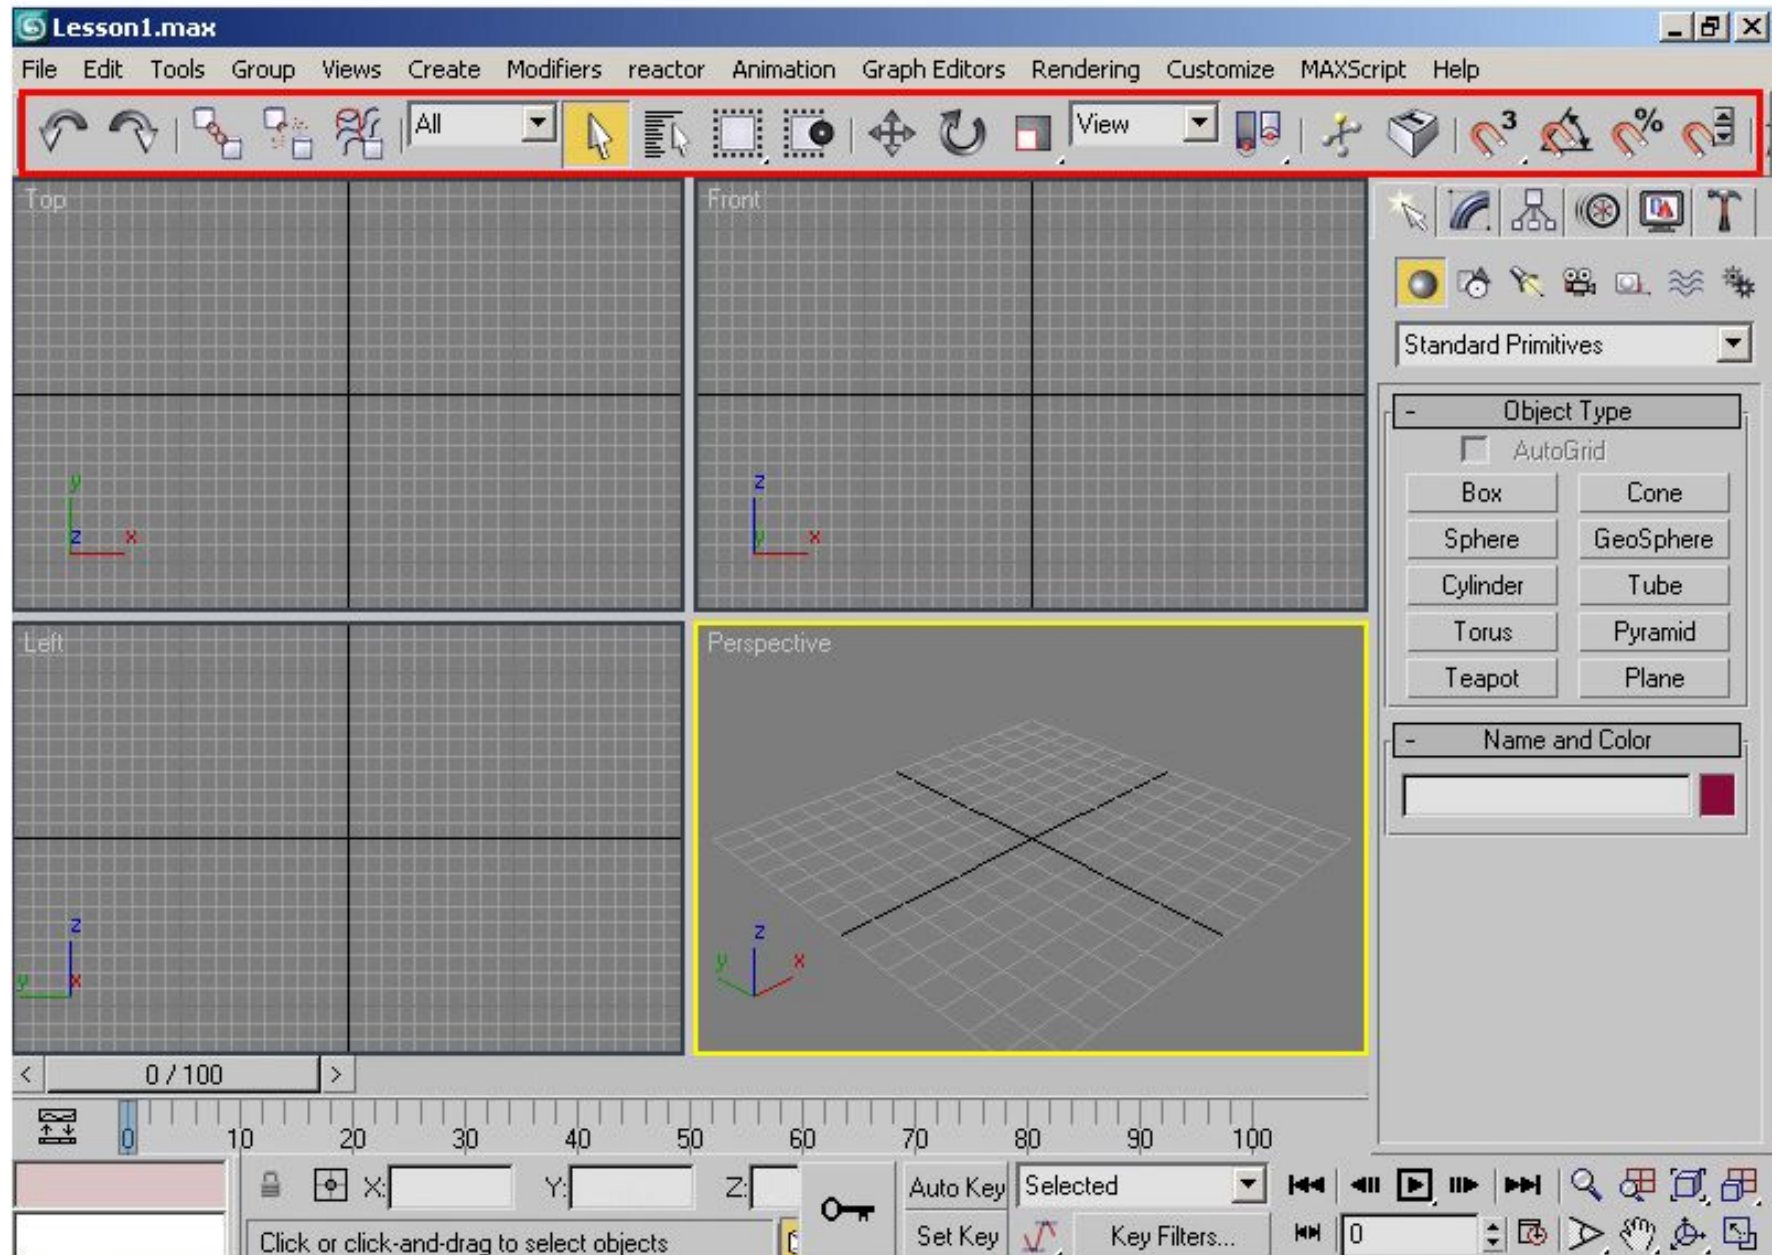 Lesson1.max
File Edit Tools Group Views Create Modifiers reactor Animation Graph Editors Rendering Customize MAXScript Help
All View 3 %
Top
Front
Standard Primitives
- Object Type
AutoGrid
Box Cone
Sphere GeoSphere
Cylinder Tube
Torus Pyramid
Teapot Plane
- Name and Color
y
z x
z
y x
Left
Perspective
z
y x
z
y x
< 0 / 100 >
0 10 20 30 40 50 60 70 80 90 100
X: Y: Z: Auto Key Selected
Click or click-and-drag to select objects Set Key Key Filters... 0